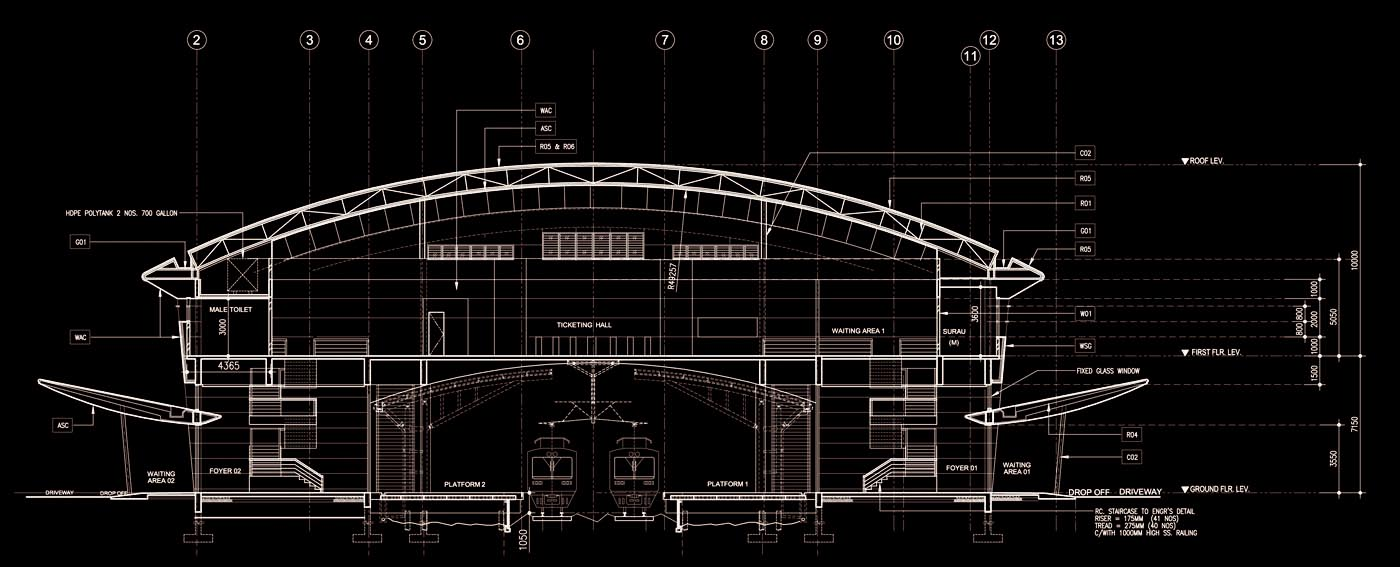 2 3 4 5 6 7 8 9 10 11 12 13
WAC
ASC
R05 & R06
C02
ROOF LEV.
R05
R01
HDPE POLYTANK 2 NOS. 700 GALLON
G01
G01
R05
10000
R49257
1000
MALE TOILET
3000
TICKETING HALL
WAITING AREA 1
3600
SURAU
(M)
W01
800 800
2000
5050
WAC
WSG
1000
FIRST FLR. LEV.
4365
FIXED GLASS WINDOW
1500
ASC
R04
7150
C02
3550
WAITING
AREA 02
FOYER 02
PLATFORM 2
PLATFORM 1
FOYER 01
WAITING
AREA 01
DRIVEWAY
DROP OFF
DROP OFF DRIVEWAY
GROUND FLR. LEV.
1050
RC. STAIRCASE TO ENGR'S DETAIL
RISER = 175MM (41 NOS)
TREAD = 275MM (40 NOS)
C/WITH 1000MM HIGH SS. RAILING